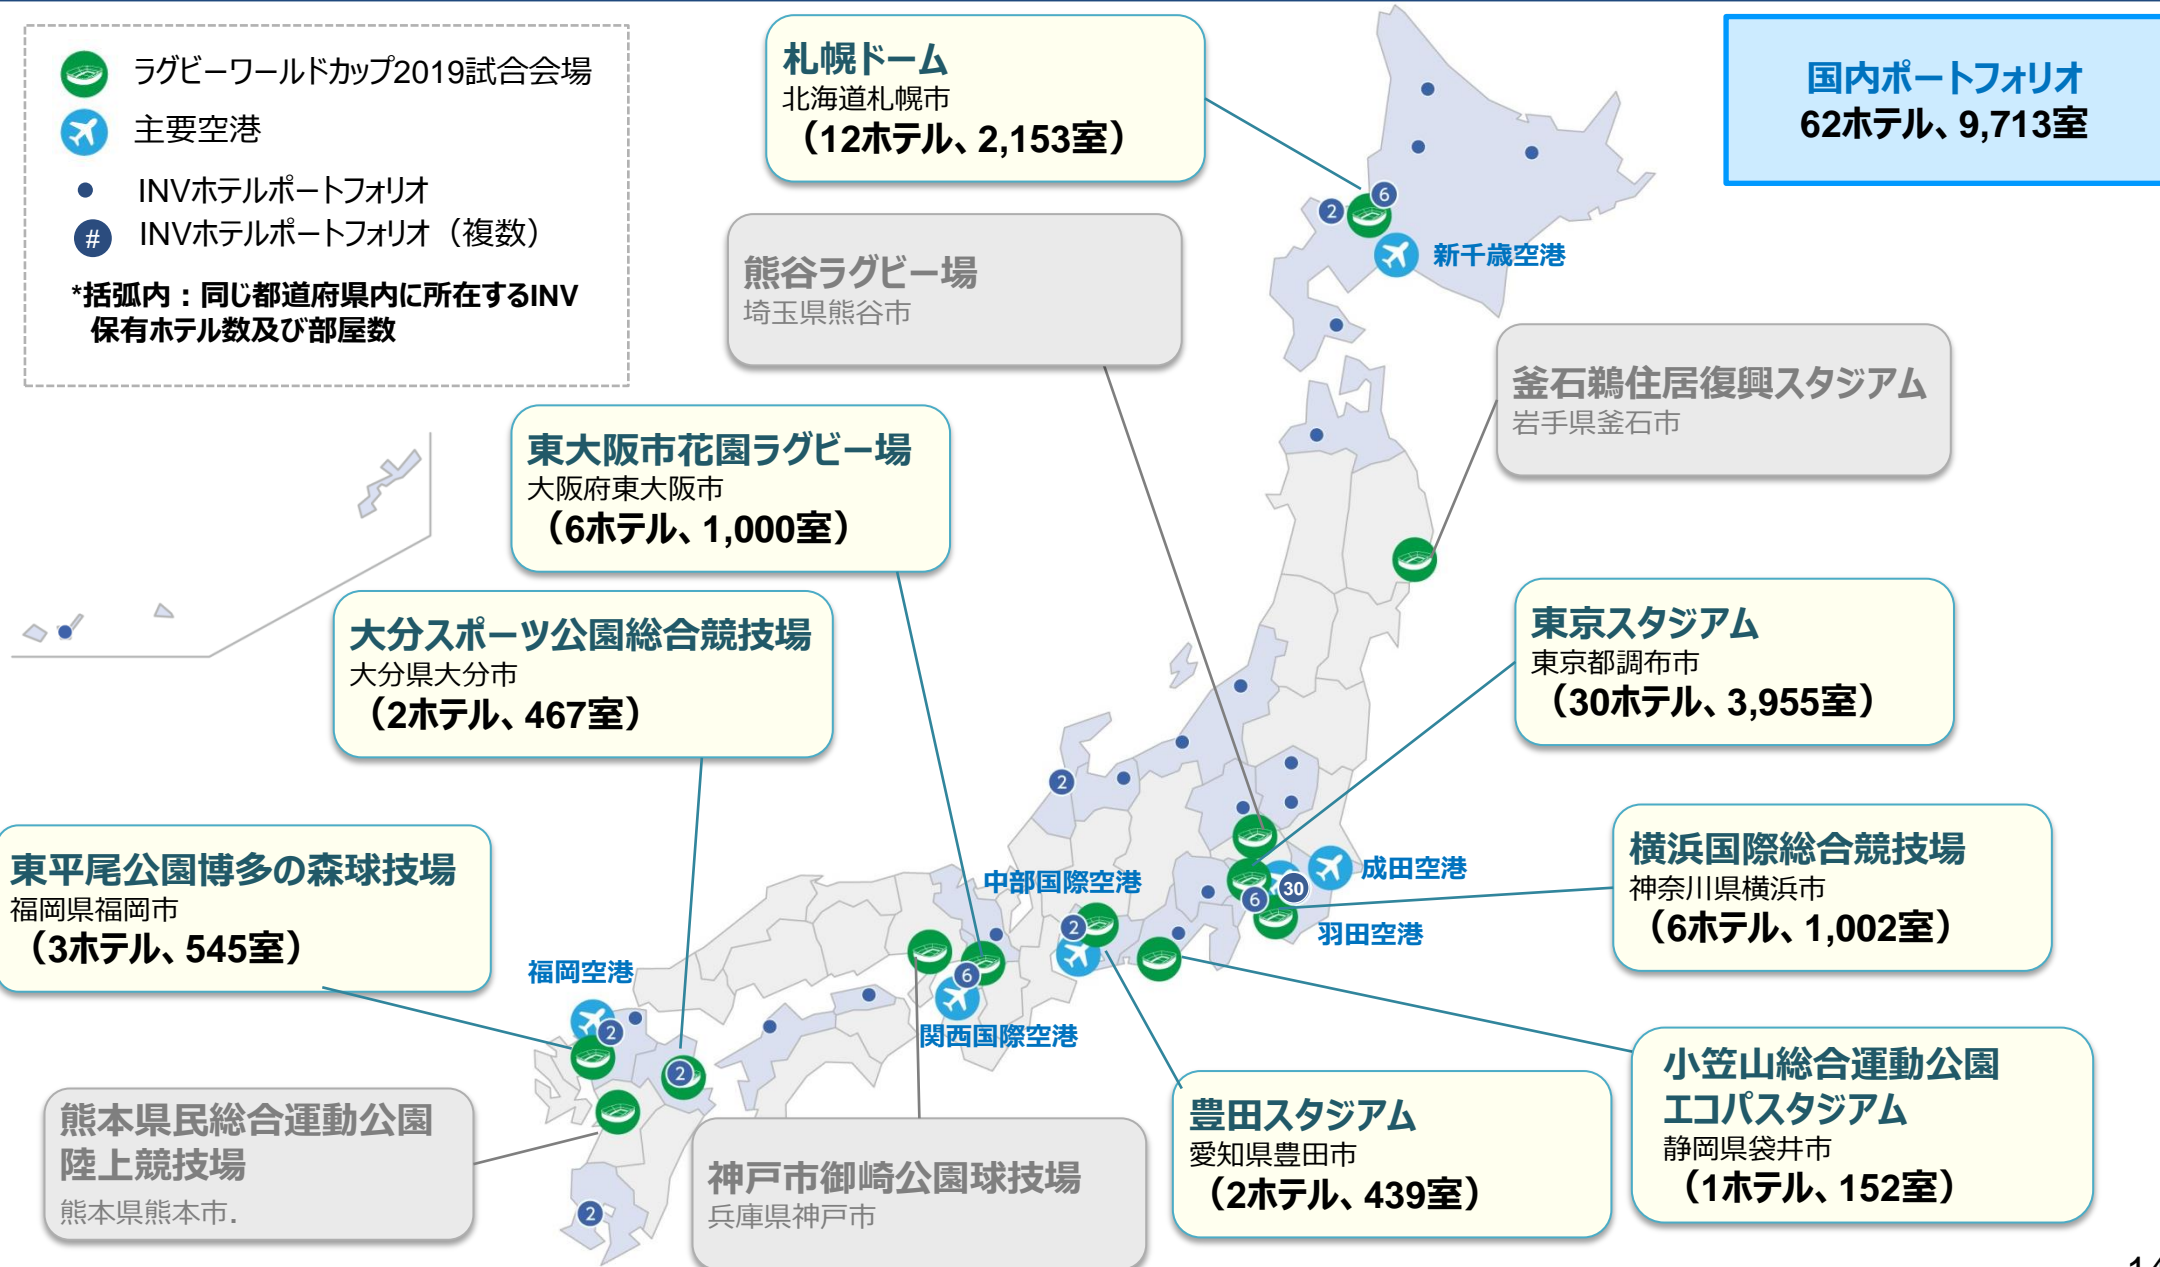 ラグビーワールドカップ2019試合会場
主要空港
INVホテルポートフォリオ
# INVホテルポートフォリオ（複数）
*括弧内：同じ都道府県内に所在するINV
保有ホテル数及び部屋数
札幌ドーム
北海道札幌市
（12ホテル、2,153室）
国内ポートフォリオ
62ホテル、9,713室
6
2
新千歳空港
熊谷ラグビー場
埼玉県熊谷市
釜石鵜住居復興スタジアム
岩手県釜石市
東大阪市花園ラグビー場
大阪府東大阪市
（6ホテル、1,000室）
大分スポーツ公園総合競技場
大分県大分市
（2ホテル、467室）
東京スタジアム
東京都調布市
（30ホテル、3,955室）
2
東平尾公園博多の森球技場
福岡県福岡市
（3ホテル、545室）
横浜国際総合競技場
神奈川県横浜市
（6ホテル、1,002室）
中部国際空港
成田空港
30
6
2
羽田空港
福岡空港
6
関西国際空港
2
2
熊本県民総合運動公園
陸上競技場
熊本県熊本市.
2
神戸市御崎公園球技場
兵庫県神戸市
豊田スタジアム
愛知県豊田市
（2ホテル、439室）
小笠山総合運動公園
エコパスタジアム
静岡県袋井市
（1ホテル、152室）